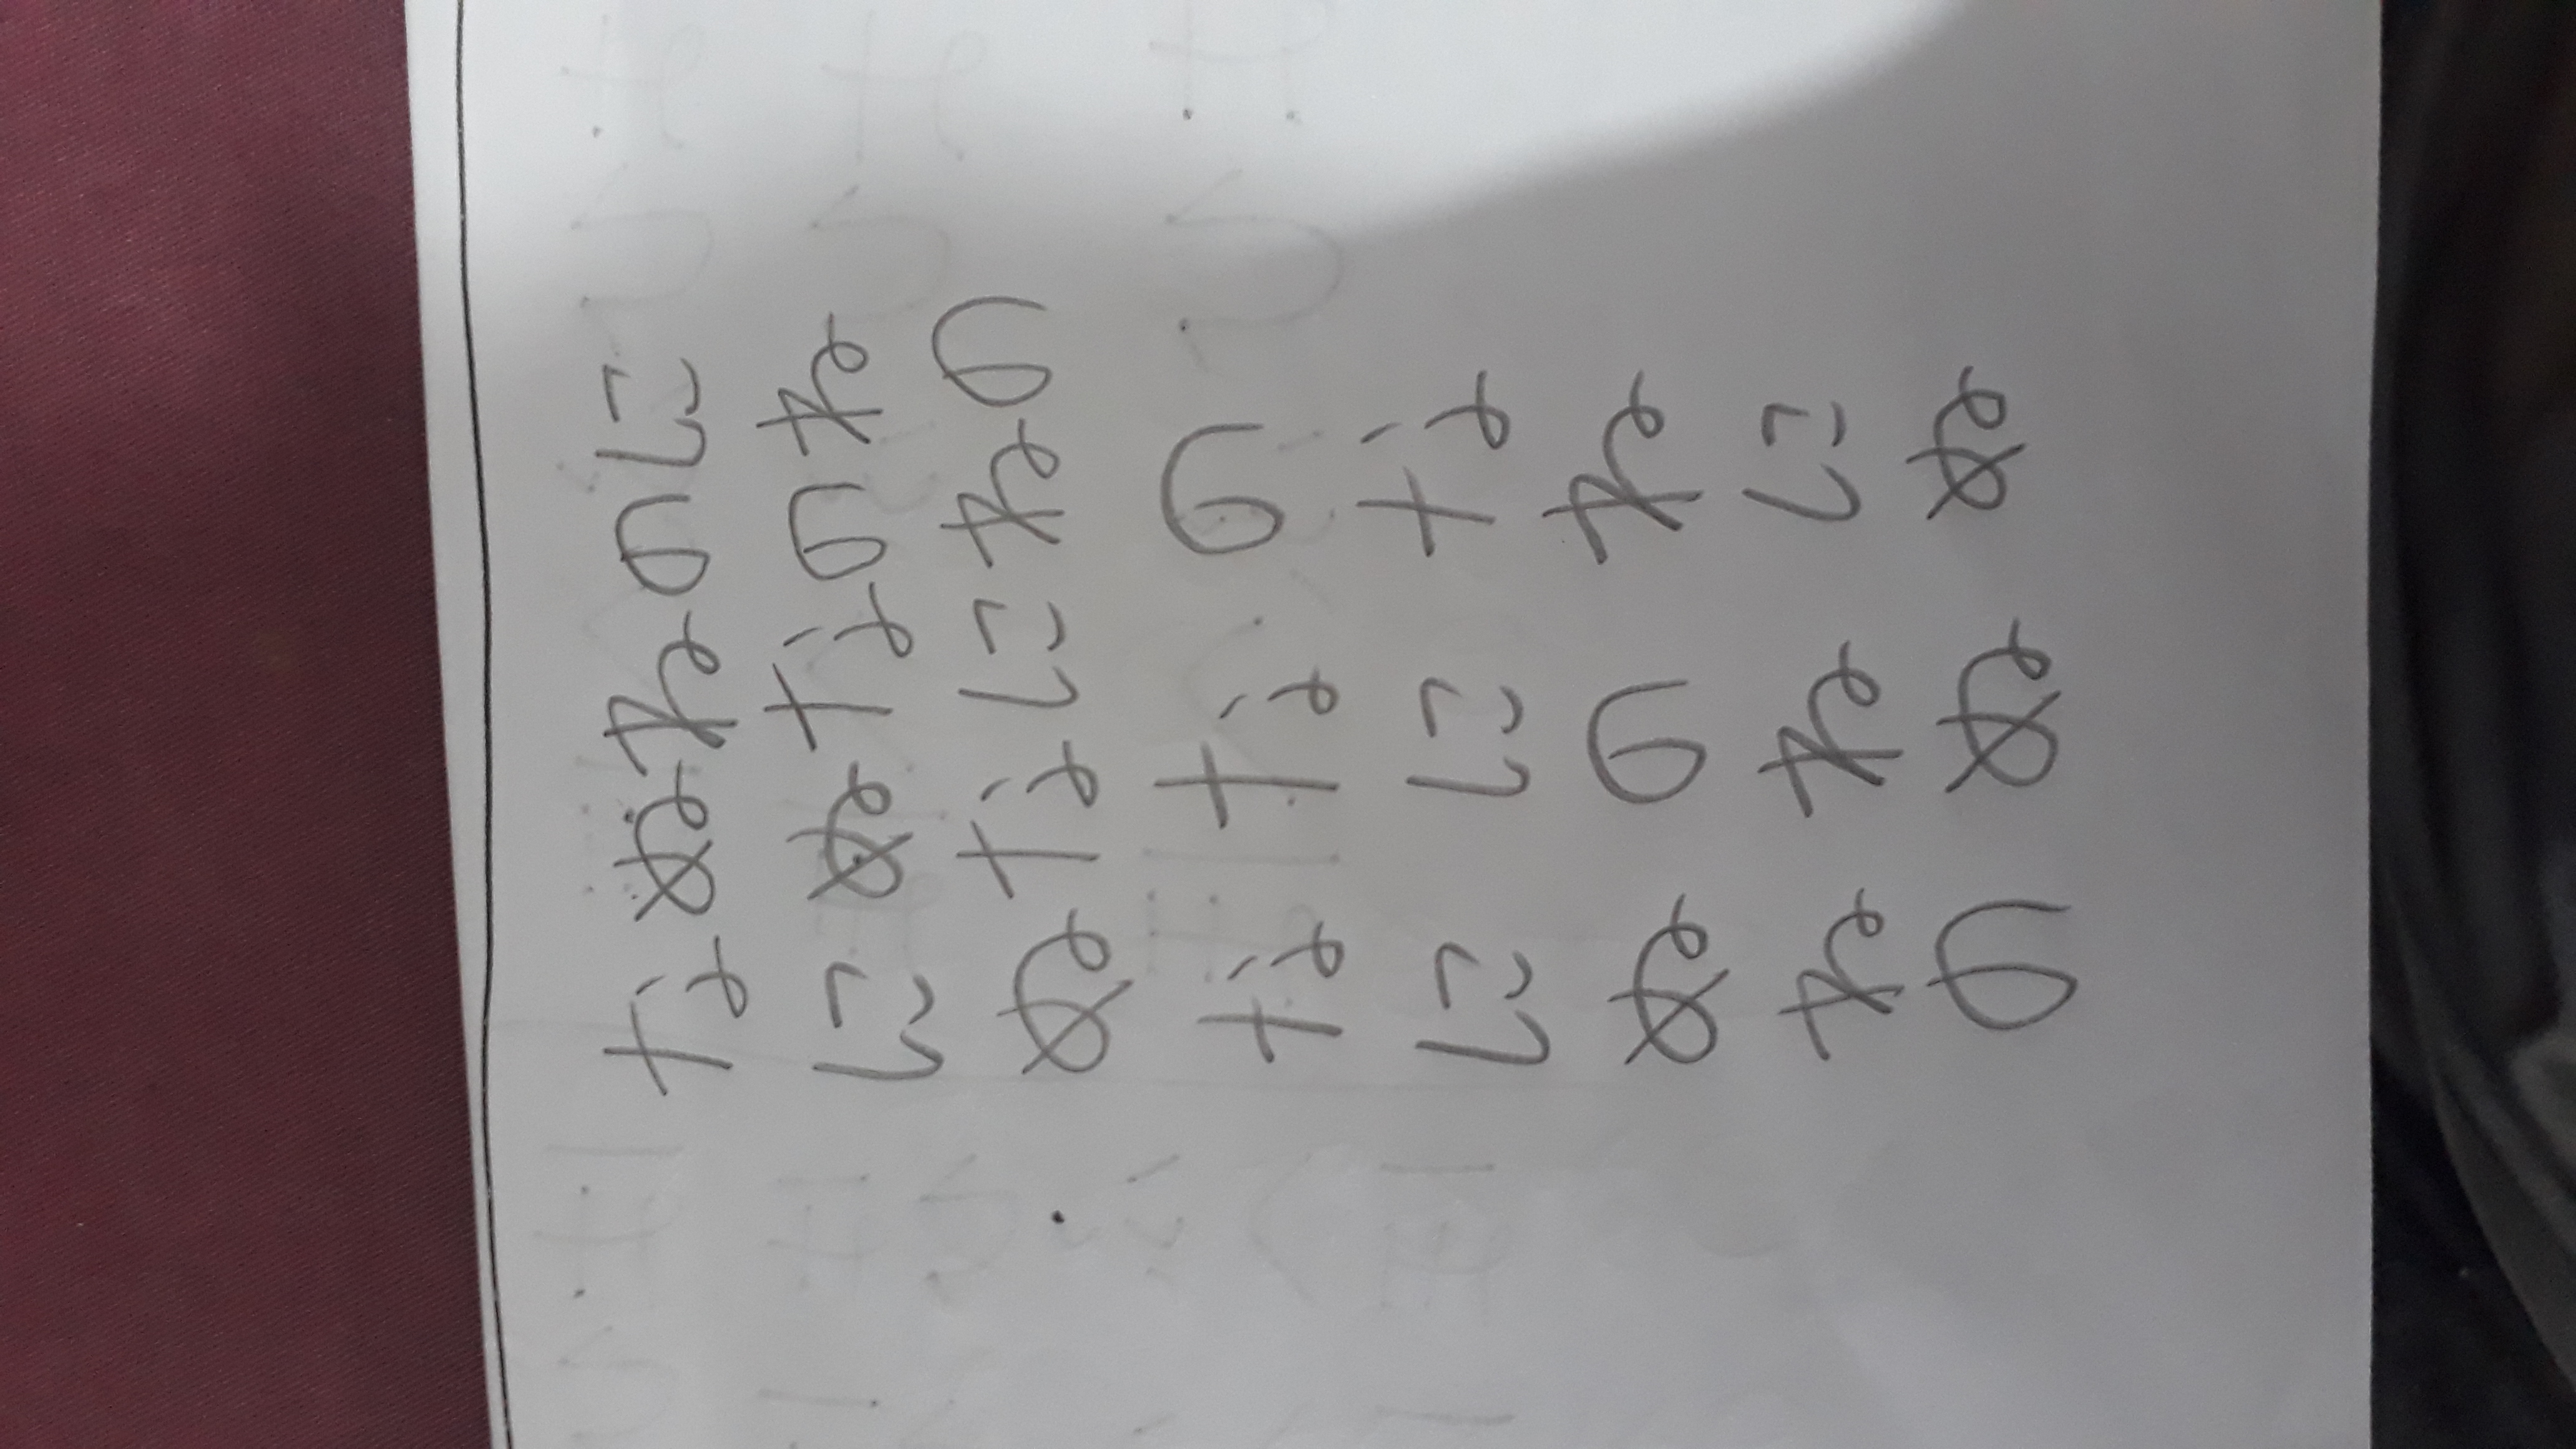 なぬねのに
にぬなのね
ぬなにねの
な な の
に に な
ぬ の ね
ね ね に
の ぬ ぬ